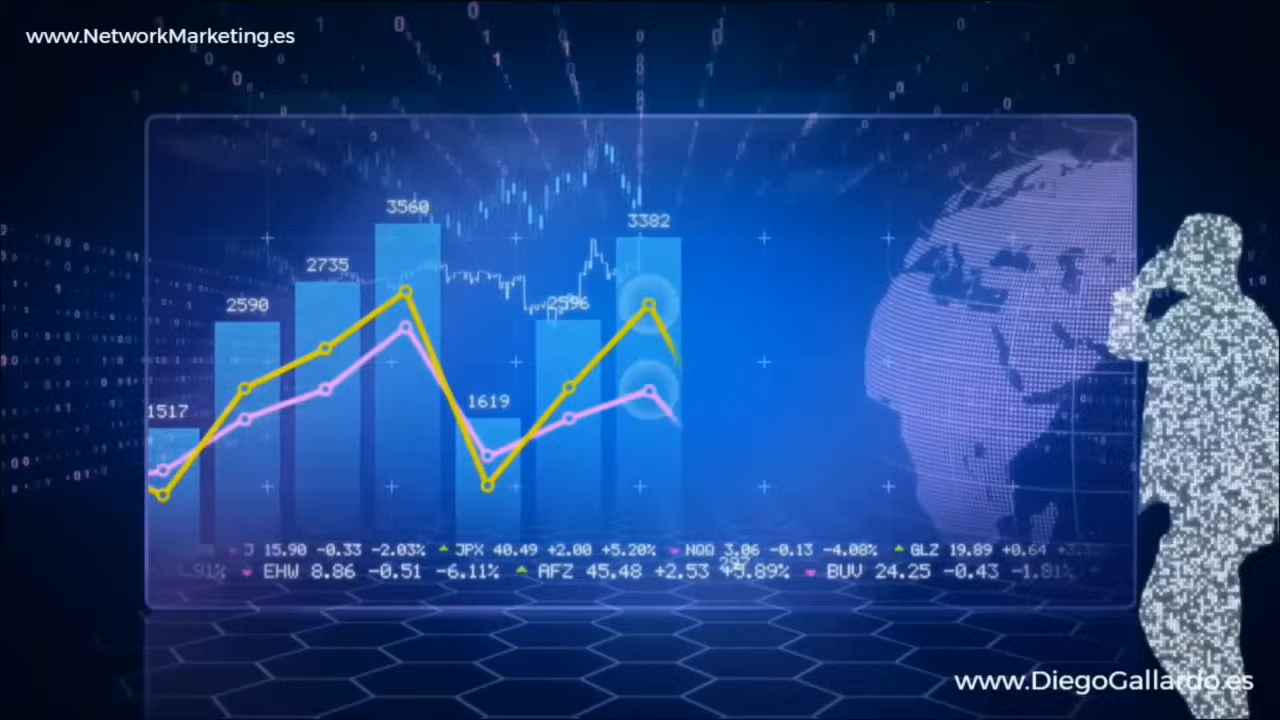 www.NetworkMarketing.es
3560
3382
2735
2590
2596
1517
1619
J 15.90 -0.33 -2.03% JPX 40.49 +2.00 +5.20% NQQ 3.06 -0.13 -4.08% GLZ 19.89 +0.64
.91% EHW 8.86 -0.51 -6.11% AFZ 45.48 +2.53 +5.89% BUV 24.25 -0.43 -1.81%
www.DiegoGallardo.es